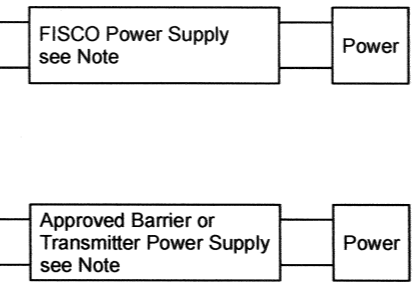 FISCO Power Supply
see Note
Power
Approved Barrier or
Transmitter Power Supply
see Note
Power